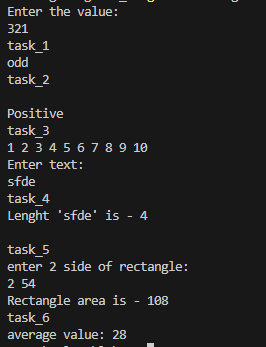 Enter the value:
321
task_1
odd
task_2
Positive
task_3
1 2 3 4 5 6 7 8 9 10
Enter text:
sfde
task_4
Lenght 'sfde' is - 4
task_5
enter 2 side of rectangle:
2 54
Rectangle area is - 108
task_6
average value: 28